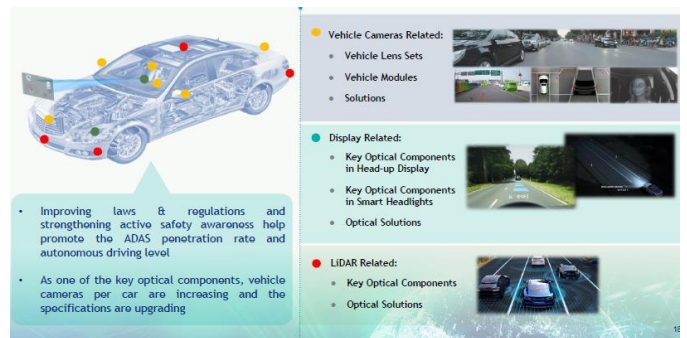 • Improving laws & regulations and
strengthening active safety awareness help
promote the ADAS penetration rate and
autonomous driving level
• As one of the key optical components, vehicle
cameras per car are increasing and the
specifications are upgrading
Vehicle Cameras Related:
• Vehicle Lens Sets
• Vehicle Modules
• Solutions
Display Related:
• Key Optical Components
in Head-up Display
• Key Optical Components
in Smart Headlights
• Optical Solutions
LiDAR Related:
• Key Optical Components
• Optical Solutions
18